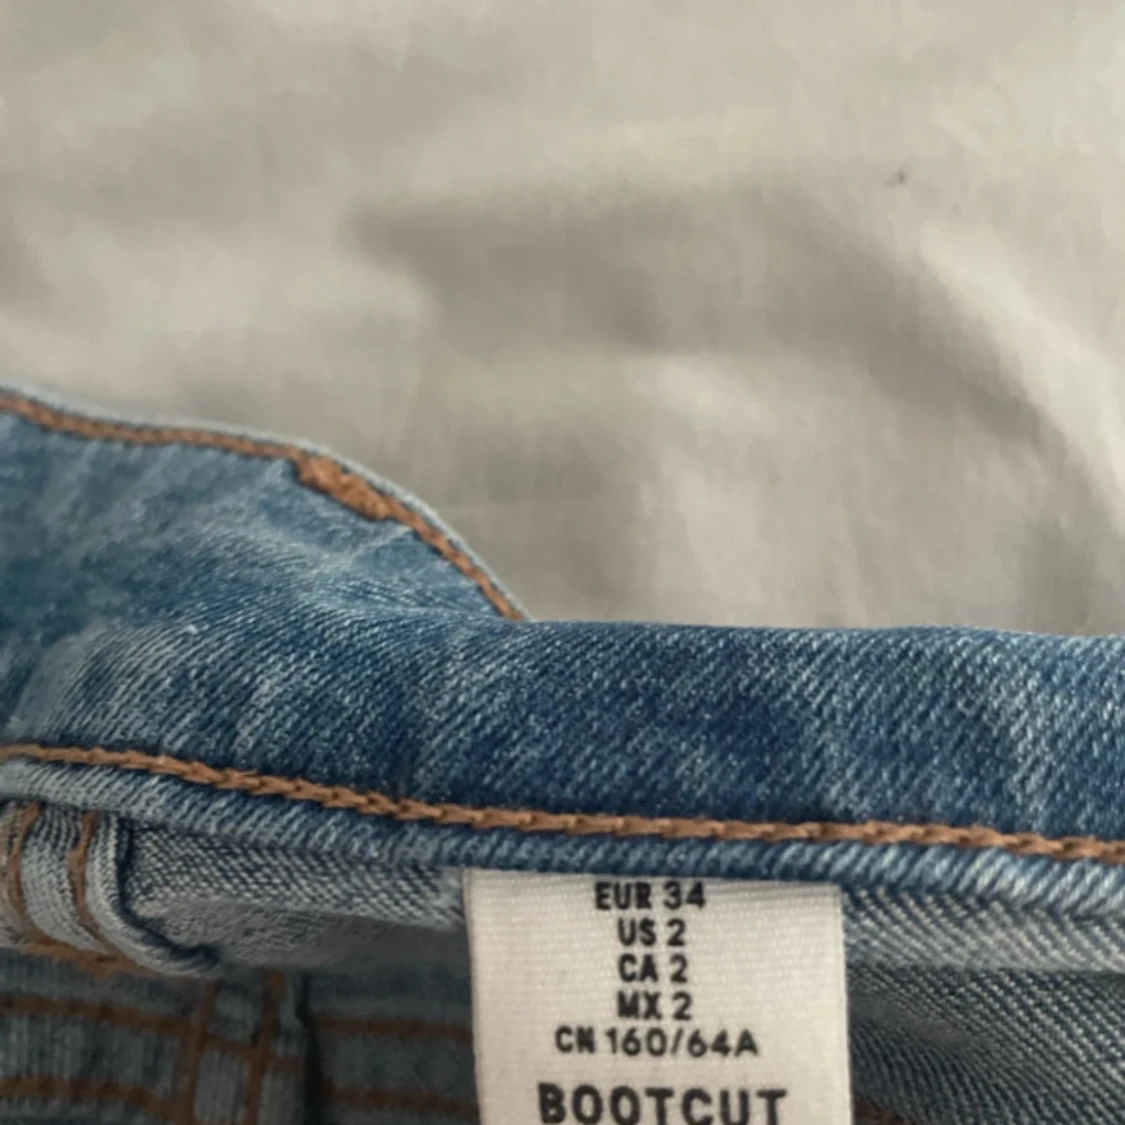 EUR 34
US 2
CA 2
MX 2
CN 160/64A
BOOTCUT